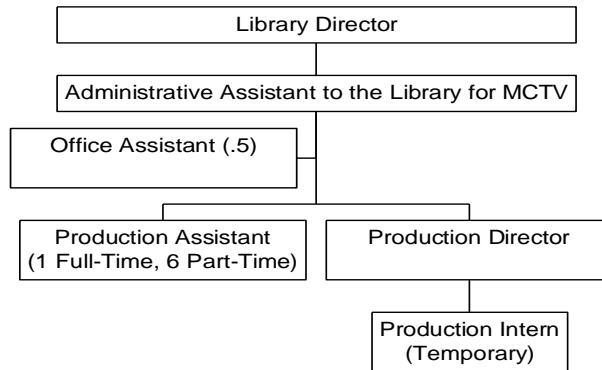 Library Director
Administrative Assistant to the Library for MCTV
Office Assistant (.5)
Production Assistant
(1 Full-Time, 6 Part-Time)
Production Director
Production Intern
(Temporary)